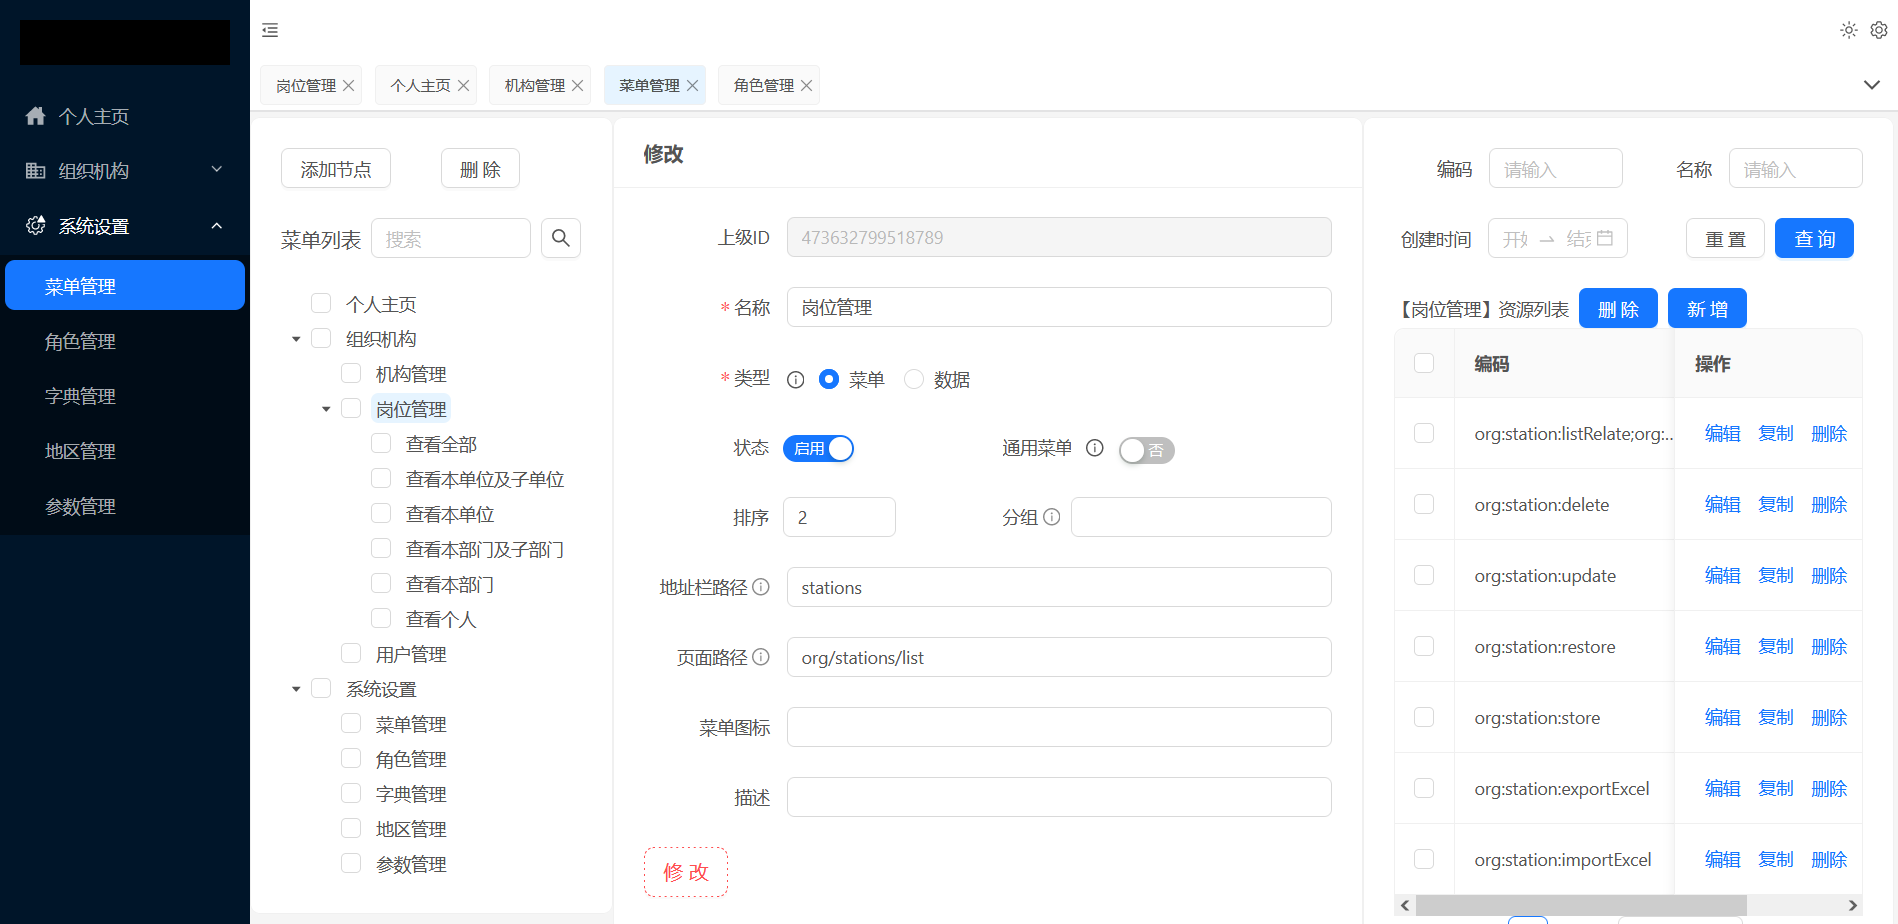 个人主页
组织机构
系统设置
菜单管理
角色管理
字典管理
地区管理
参数管理
岗位管理
个人主页
机构管理
菜单管理
角色管理
添加节点
删 除
菜单列表
搜索
个人主页
组织机构
机构管理
岗位管理
查看全部
查看本单位及子单位
查看本单位
查看本部门及子部门
查看本部门
查看个人
用户管理
系统设置
菜单管理
角色管理
字典管理
地区管理
参数管理
修改
上级ID 473632799518789
* 名称 岗位管理
* 类型 菜单 数据
状态 启用 通用菜单 否
排序 2 分组
地址栏路径 stations
页面路径 org/stations/list
菜单图标
描述
修 改
编码 请输入 名称 请输入
创建时间 开始 结束 重 置 查 询
【岗位管理】资源列表 删 除 新 增
编码 操作
org:station:listRelate;org:... 编辑 复制 删除
org:station:delete 编辑 复制 删除
org:station:update 编辑 复制 删除
org:station:restore 编辑 复制 删除
org:station:store 编辑 复制 删除
org:station:exportExcel 编辑 复制 删除
org:station:importExcel 编辑 复制 删除